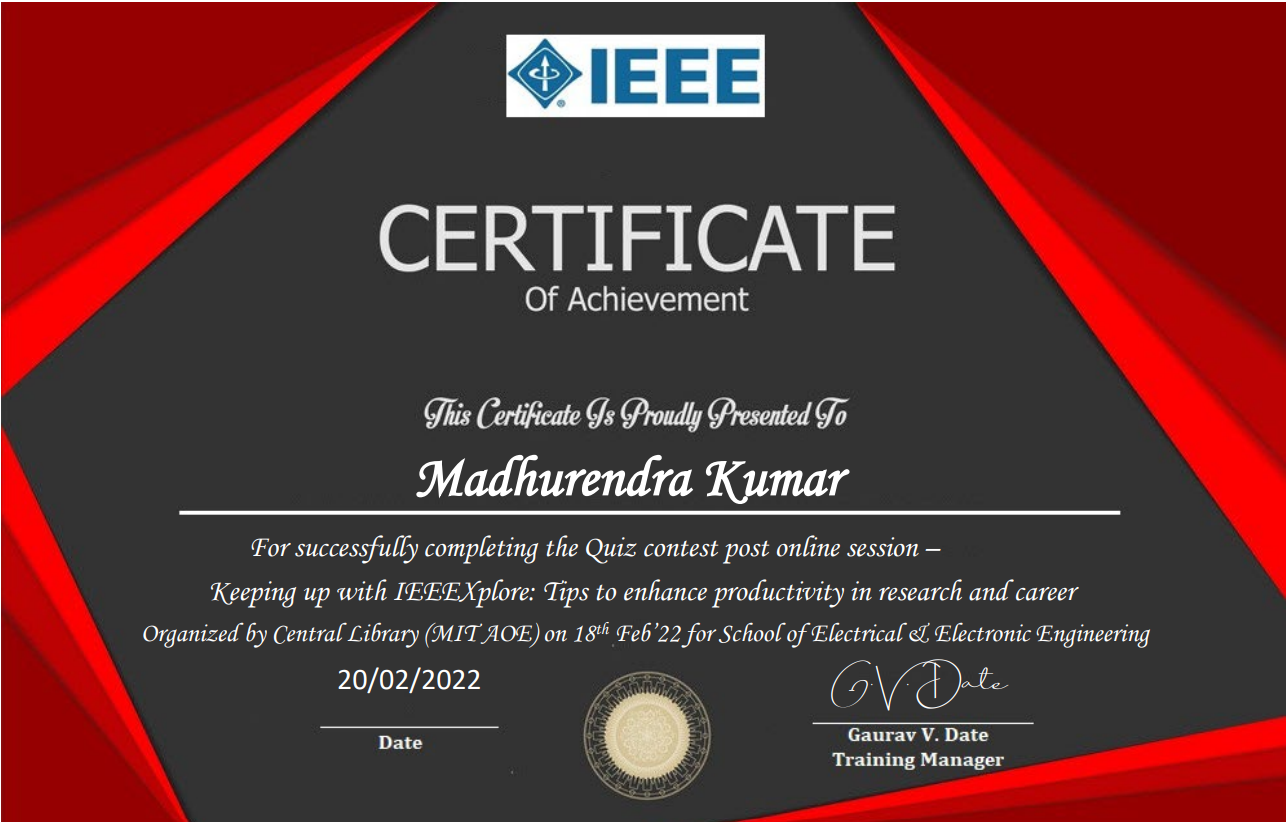 IEEE
CERTIFICATE
Of Achievement
This Certificate Is Proudly Presented To
Madhurendra Kumar
For successfully completing the Quiz contest post online session –
Keeping up with IEEEXplore: Tips to enhance productivity in research and career
Organized by Central Library (MIT AOE) on 18th Feb'22 for School of Electrical & Electronic Engineering
20/02/2022
Date
G.V.Date
Gaurav V. Date
Training Manager